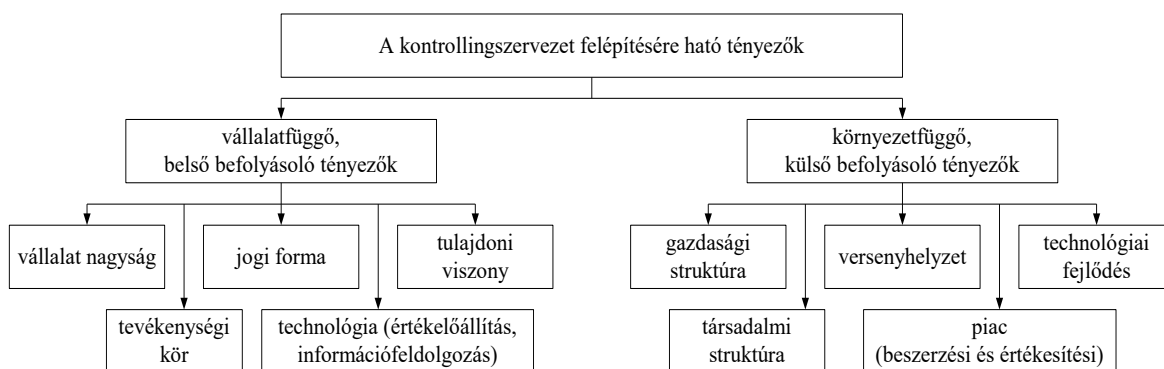 A kontrollingszervezet felépítésére ható tényezők
vállalatfüggő,
belső befolyásoló tényezők
környezetfüggő,
külső befolyásoló tényezők
vállalat nagyság
jogi forma
tulajdoni
viszony
gazdasági
struktúra
versenyhelyzet
technológiai
fejlődés
tevékenységi
kör
technológia (értékelőállítás,
információfeldolgozás)
társadalmi
struktúra
piac
(beszerzési és értékesítési)